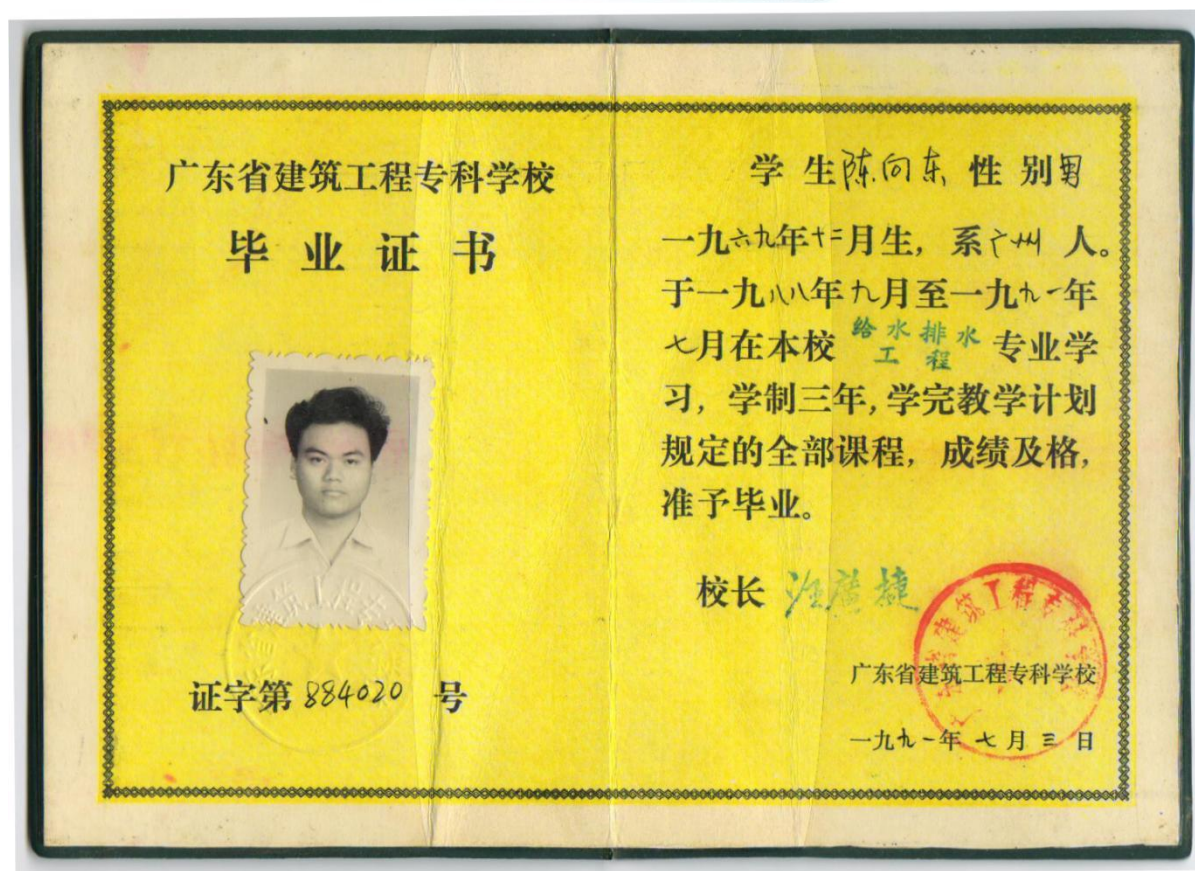 广东省建筑工程专科学校
毕业证书
证字第884020号
学生陈向东性别男
一九六九年十二月生，系广州人。
于一九八八年九月至一九九一年
七月在本校给水排水工程专业学
习，学制三年，学完教学计划
规定的全部课程，成绩及格，
准予毕业。
校长 汪廣捷
广东省建筑工程专科学校
一九九一年七月三日